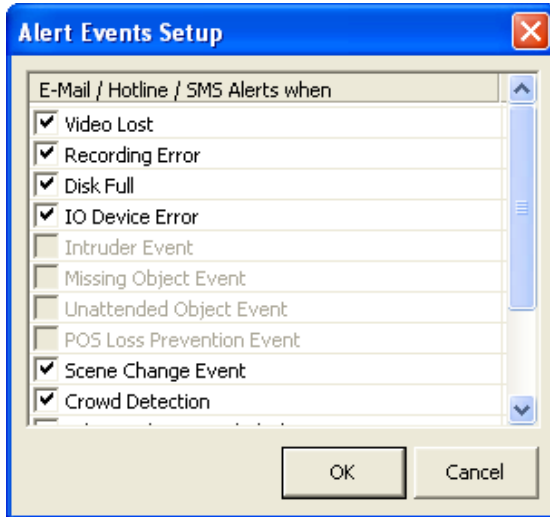 Alert Events Setup
E-Mail / Hotline / SMS Alerts when
Video Lost
Recording Error
Disk Full
IO Device Error
Intruder Event
Missing Object Event
Unattended Object Event
POS Loss Prevention Event
Scene Change Event
Crowd Detection
OK
Cancel